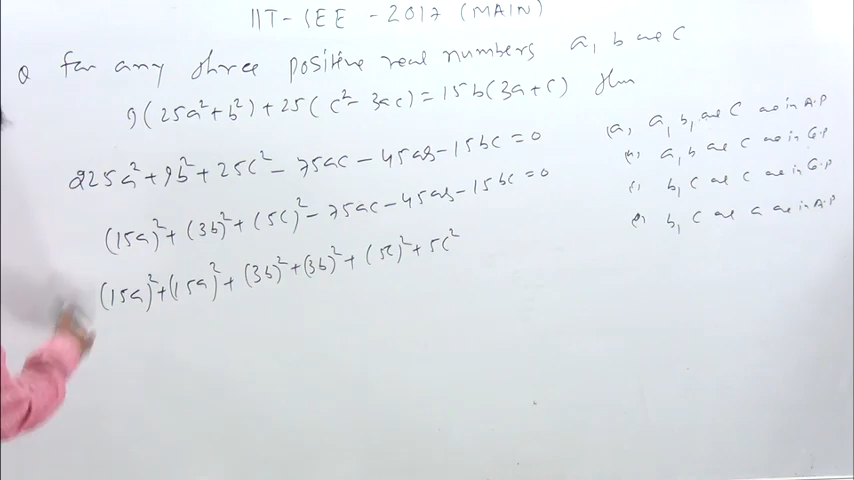 IIT-JEE - 2017 (MAIN)
Q for any three positive real numbers a, b and c
9(25a²+b²)+25(c²-3ac)=15b(3a+c) then
225a²+9b²+25c²-75ac-45ab-15bc=0
(15a)²+(3b)²+(5c)²-75ac-45ab-15bc=0
(15a)²+(15a)²+(3b)²+(3b)²+(5c)²+5c²
a, b, and c are in A.P
a, b and c are in G.P
b, c and c are in G.P
b, c and a are in A.P